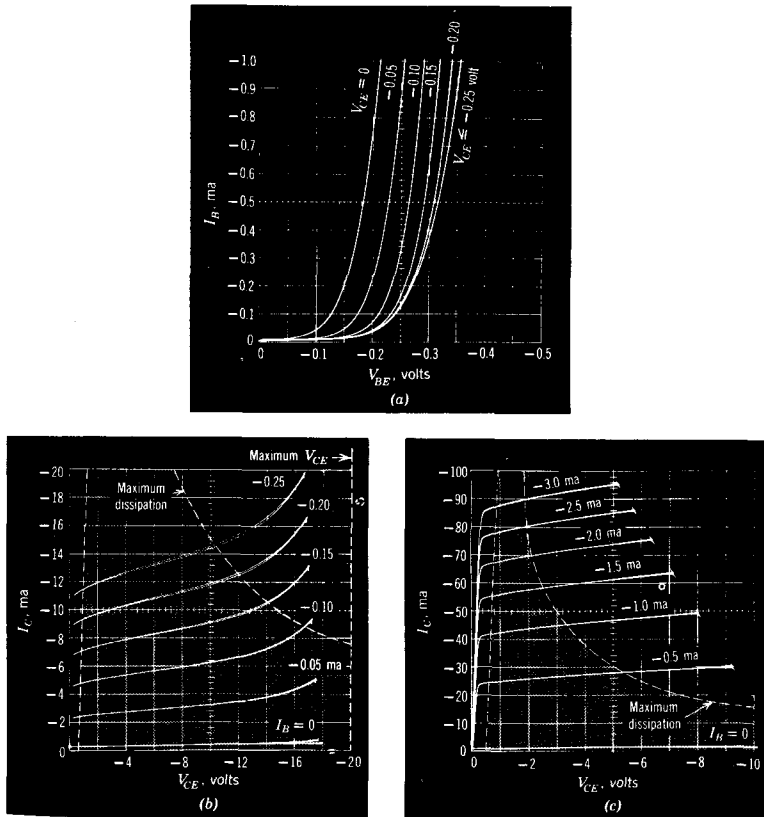 -0.20
-1.0
-0.9
-0.8
-0.7
-0.6
-0.5
-0.4
-0.3
-0.2
-0.1
0
I_B, ma
V_CE = 0
-0.05
-0.10
-0.15
V_CE ≤ -0.25 volt
0 -0.1 -0.2 -0.3 -0.4 -0.5
V_BE, volts
(a)
Maximum V_CE
-20
-18
-16
-14
-12
-10
-8
-6
-4
-2
0
I_C, ma
Maximum
dissipation
-0.25
-0.20
-0.15
-0.10
-0.05 ma
I_B = 0
-4 -8 -12 -16 -20
V_CE, volts
(b)
-100
-90
-80
-70
-60
-50
-40
-30
-20
-10
0
I_C, ma
-3.0 ma
-2.5 ma
-2.0 ma
-1.5 ma
-1.0 ma
-0.5 ma
Maximum
dissipation
I_B = 0
-2 -4 -6 -8 -10
V_CE, volts
(c)